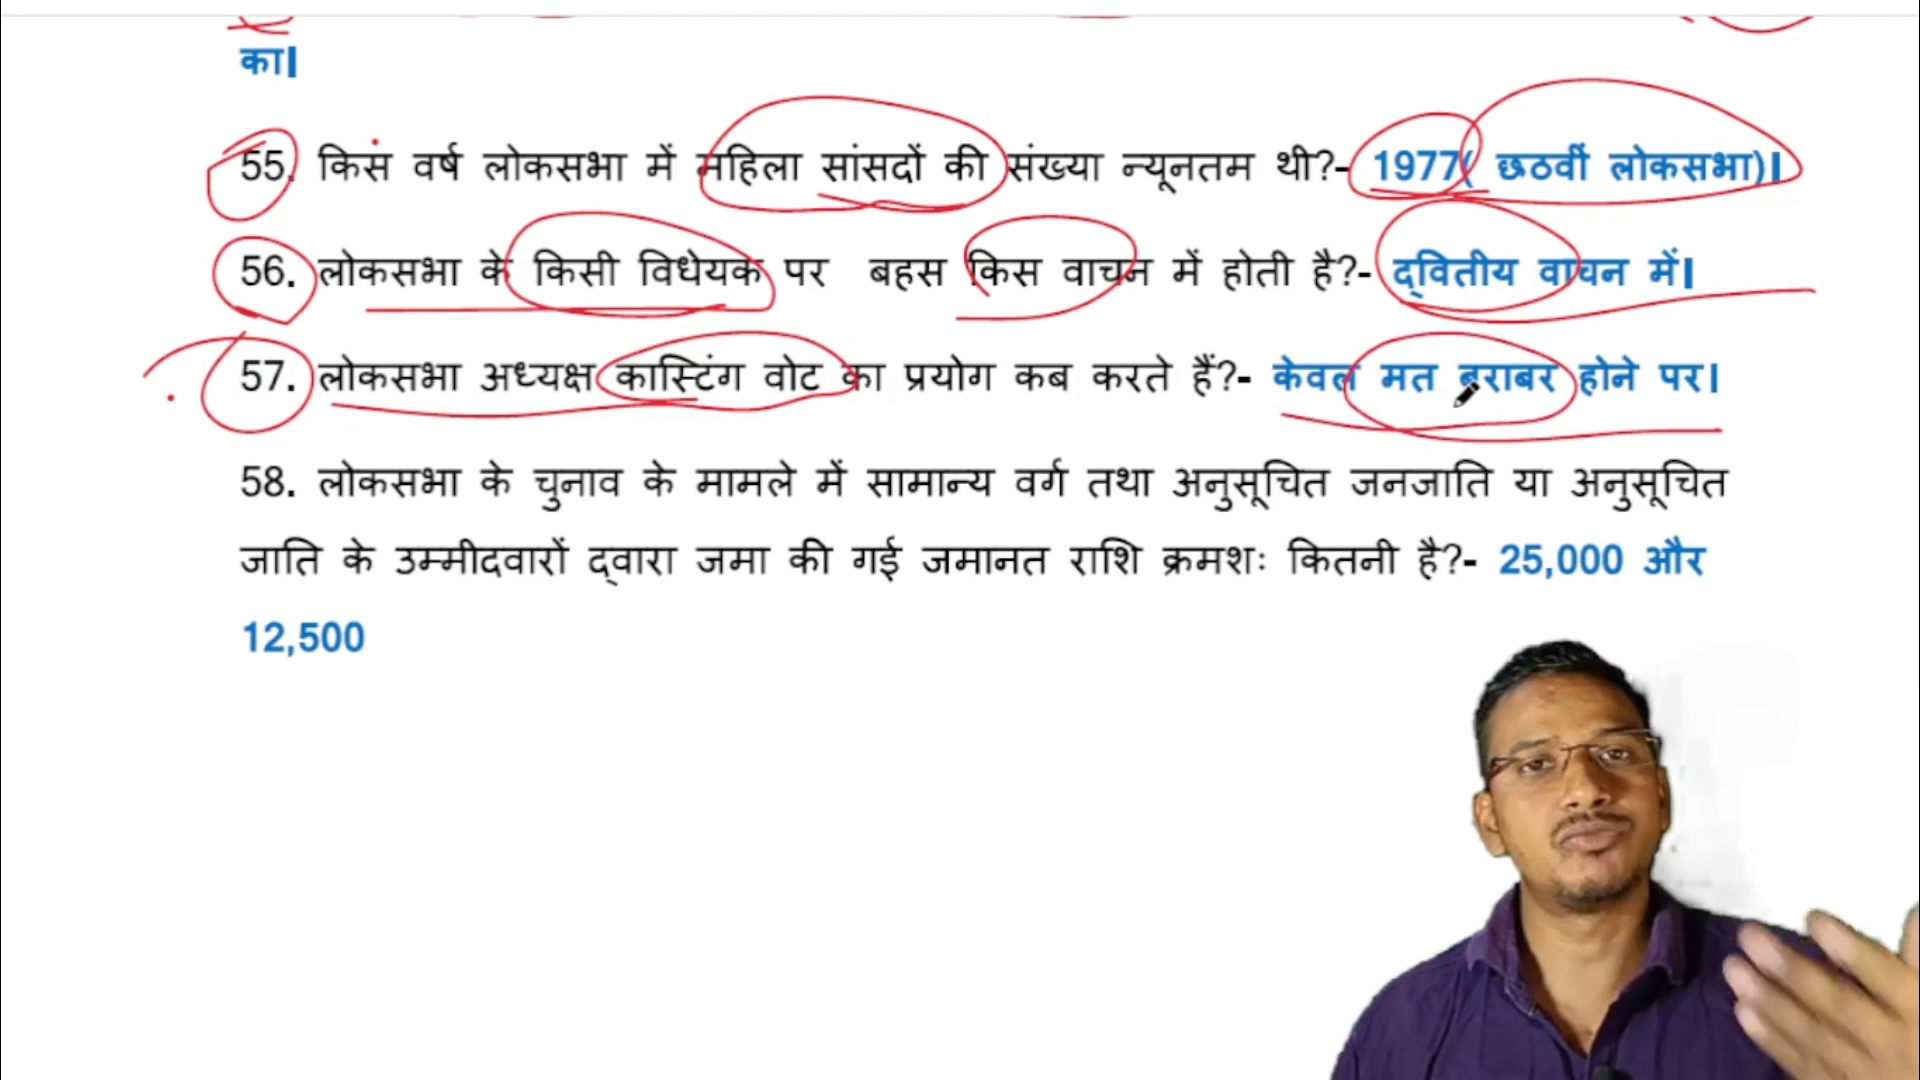 का।
55. किस वर्ष लोकसभा में महिला सांसदों की संख्या न्यूनतम थी?- 1977( छठवीं लोकसभा)।
56. लोकसभा के किसी विधेयक पर बहस किस वाचन में होती है?- द्वितीय वाचन में।
57. लोकसभा अध्यक्ष कास्टिंग वोट का प्रयोग कब करते हैं?- केवल मत बराबर होने पर।
58. लोकसभा के चुनाव के मामले में सामान्य वर्ग तथा अनुसूचित जनजाति या अनुसूचित
जाति के उम्मीदवारों द्वारा जमा की गई जमानत राशि क्रमशः कितनी है?- 25,000 और
12,500